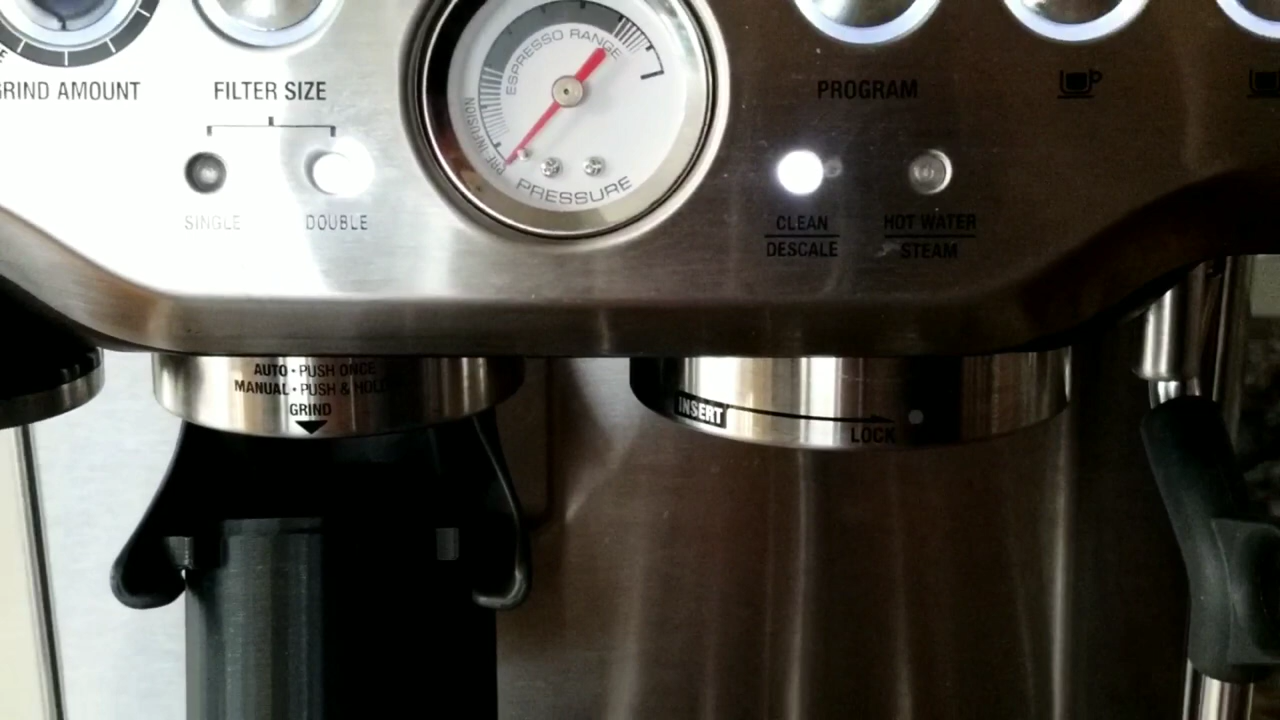 GRIND AMOUNT
FILTER SIZE
SINGLE
DOUBLE
ESPRESSO RANGE
PRE INFUSION
PRESSURE
PROGRAM
CLEAN
DESCALE
HOT WATER
STEAM
AUTO • PUSH ONCE
MANUAL • PUSH & HOLD
GRIND
INSERT
LOCK